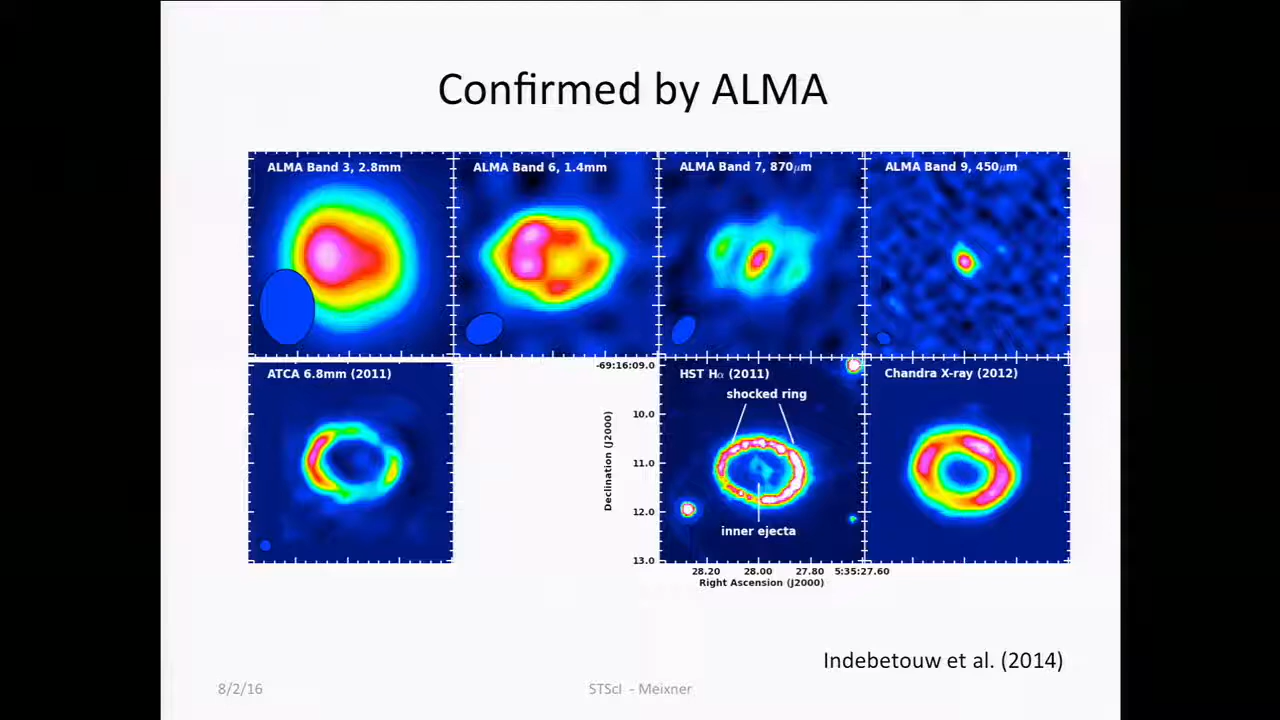 Confirmed by ALMA
ALMA Band 3, 2.8mm
ALMA Band 6, 1.4mm
ALMA Band 7, 870μm
ALMA Band 9, 450μm
ATCA 6.8mm (2011)
-69:16:09.0
HST Hα (2011)
Chandra X-ray (2012)
shocked ring
10.0
11.0
12.0
13.0
Declination (J2000)
inner ejecta
28.20 28.00 27.80 5:35:27.60
Right Ascension (J2000)
Indebetouw et al. (2014)
8/2/16
STScI - Meixner